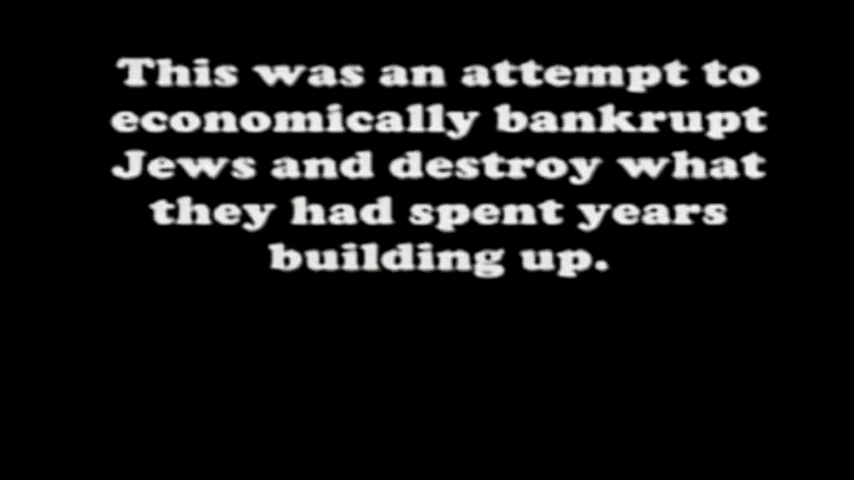 This was an attempt to
economically bankrupt
Jews and destroy what
they had spent years
building up.